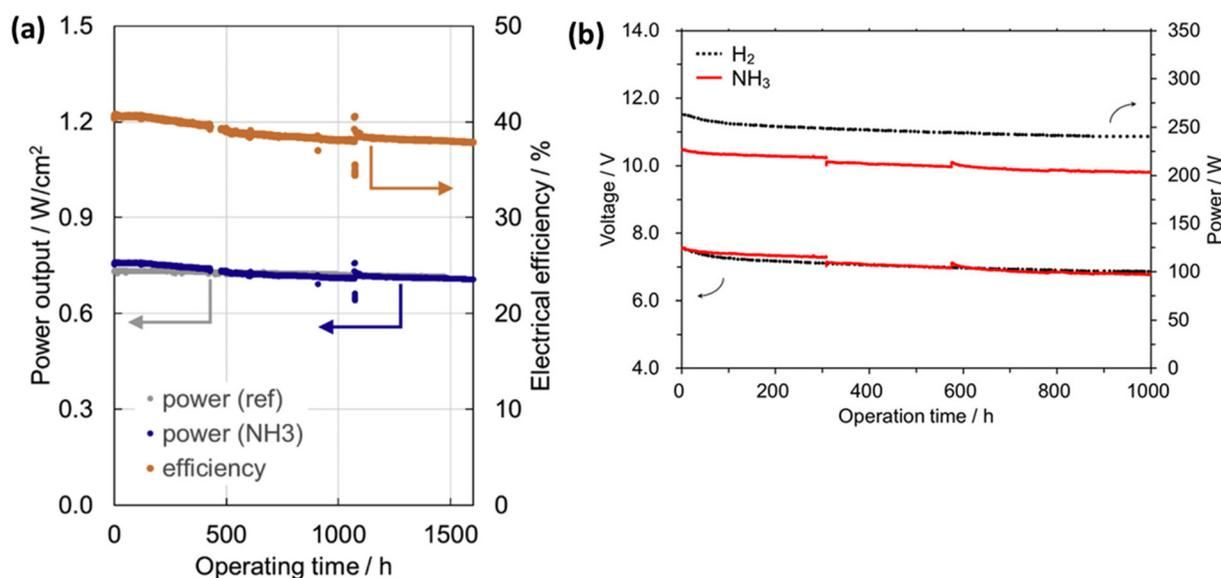 (a)
1.5
1.2
0.9
0.6
0.3
0.0
Power output / W/cm²
50
40
30
20
10
0
Electrical efficiency / %
power (ref)
power (NH3)
efficiency
0 500 1000 1500
Operating time / h
(b)
14.0
12.0
10.0
8.0
6.0
4.0
Voltage / V
H₂
NH₃
350
300
250
200
150
100
50
0
Power / W
0 200 400 600 800 1000
Operation time / h